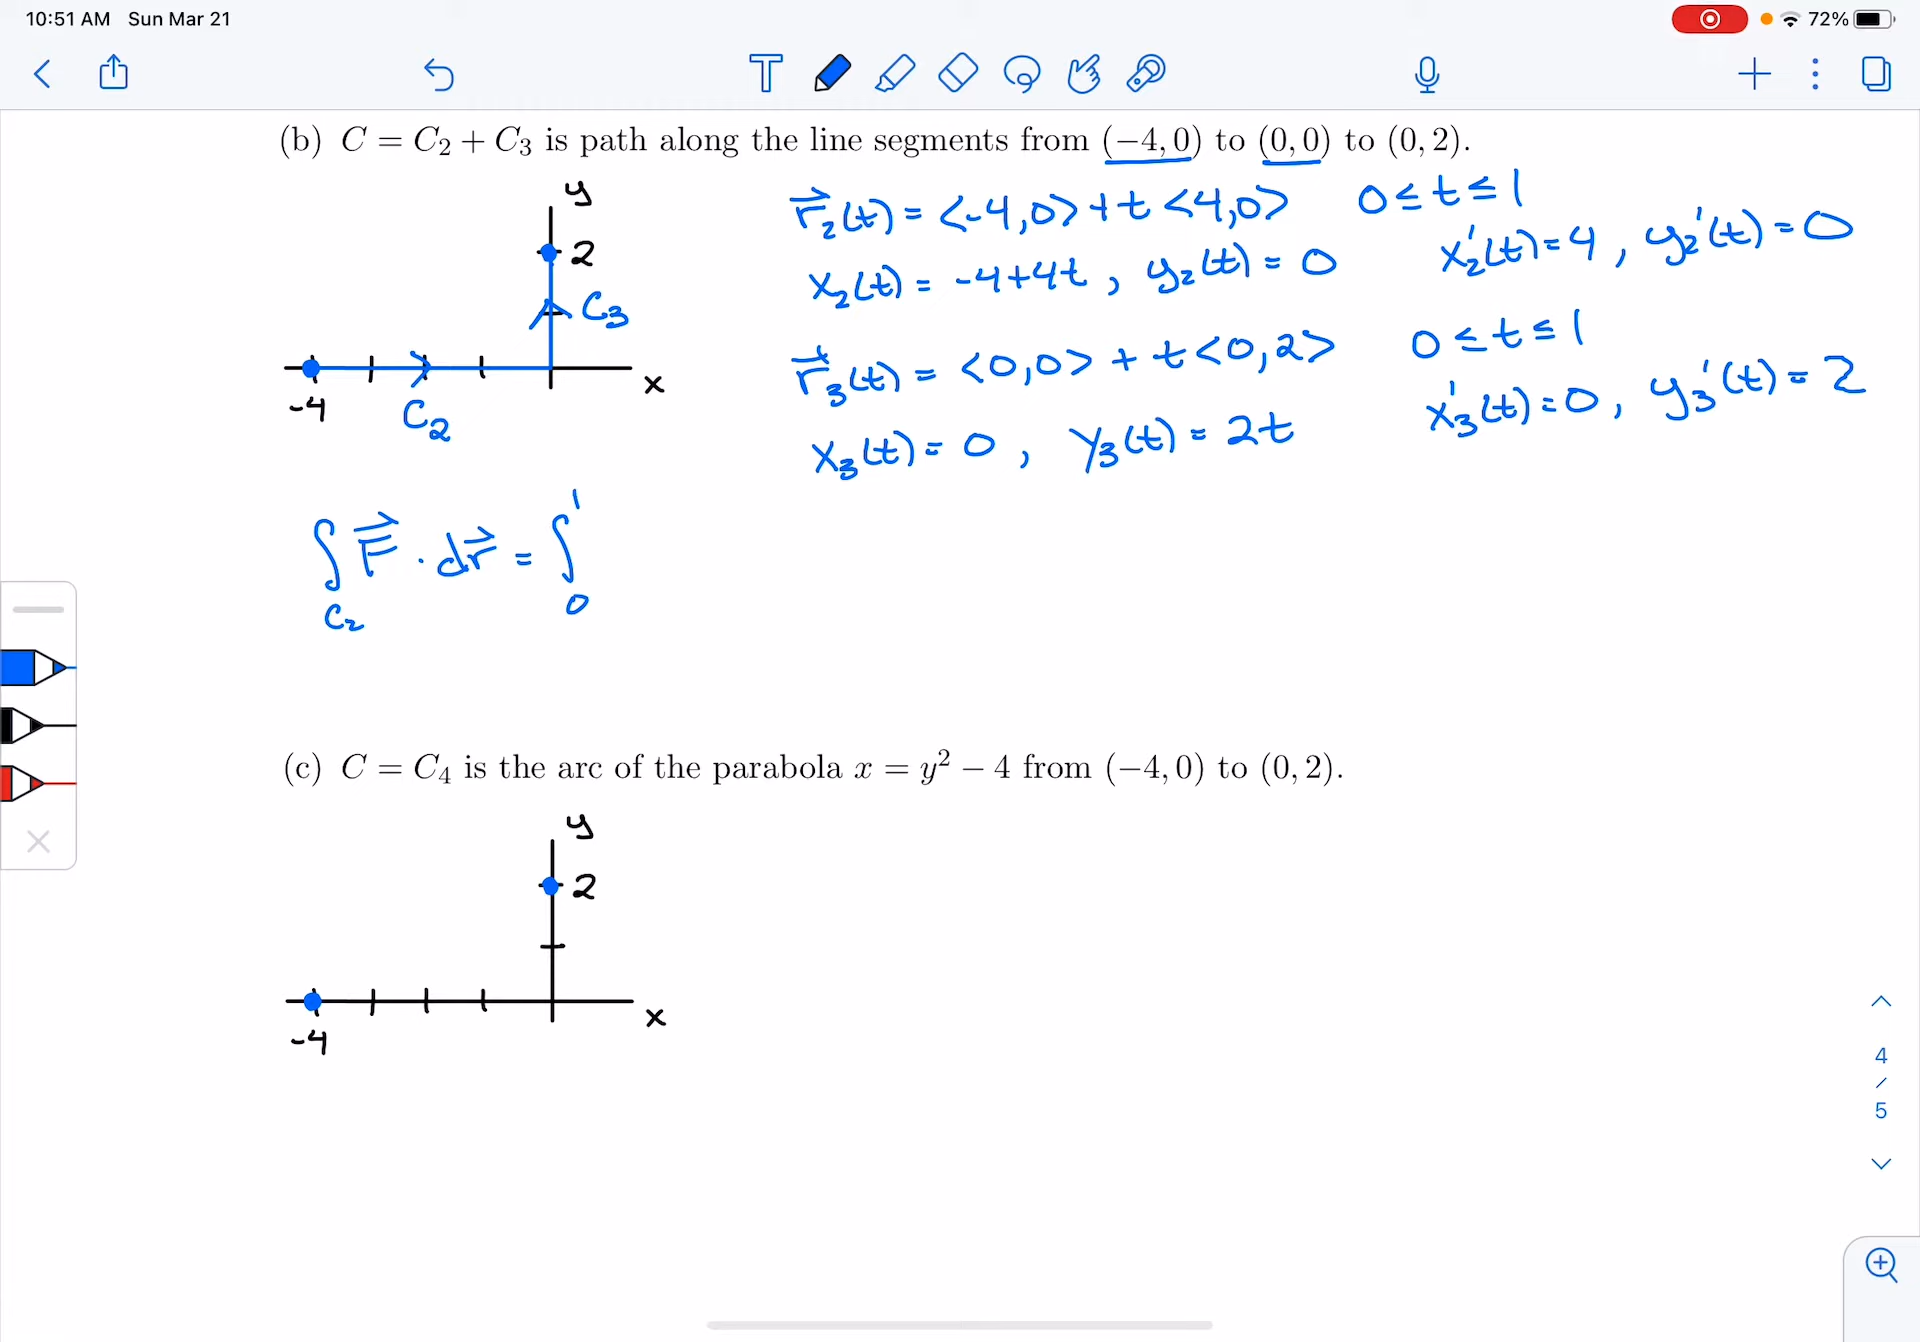 10:51 AM Sun Mar 21
72%
T
(b) C = C₂ + C₃ is path along the line segments from (−4, 0) to (0, 0) to (0, 2).
y
2
C₃
x
-4
C₂
r⃗₂(t) = <-4,0> + t <4,0> 0 ≤ t ≤ 1
x₂(t) = -4+4t , y₂(t) = 0 x₂'(t) = 4 , y₂'(t) = 0
r⃗₃(t) = <0,0> + t <0,2> 0 ≤ t ≤ 1
x₃(t) = 0 , y₃(t) = 2t x₃'(t) = 0 , y₃'(t) = 2
∫_C₂ F⃗ · dr⃗ = ∫₀¹
(c) C = C₄ is the arc of the parabola x = y² − 4 from (−4, 0) to (0, 2).
y
2
x
-4
4
/
5